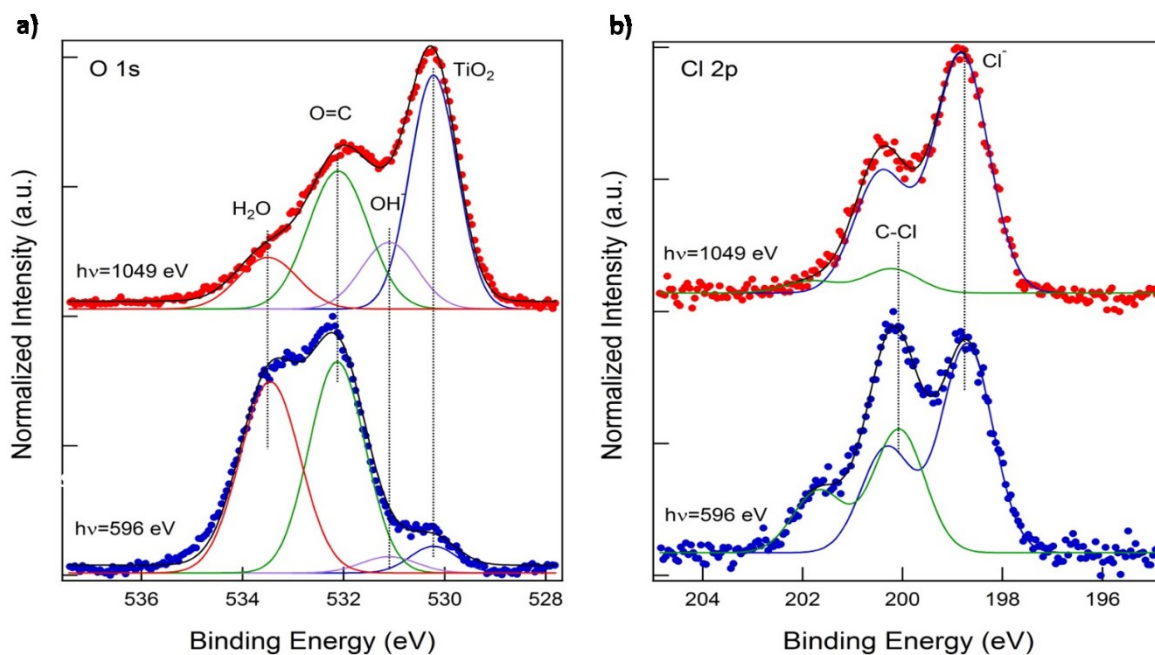 a)
O 1s
TiO₂
O=C
H₂O
OH⁻
hν=1049 eV
hν=596 eV
Normalized Intensity (a.u.)
536 534 532 530 528
Binding Energy (eV)
b)
Cl 2p
Cl⁻
C-Cl
hν=1049 eV
hν=596 eV
Normalized Intensity (a.u.)
204 202 200 198 196
Binding Energy (eV)